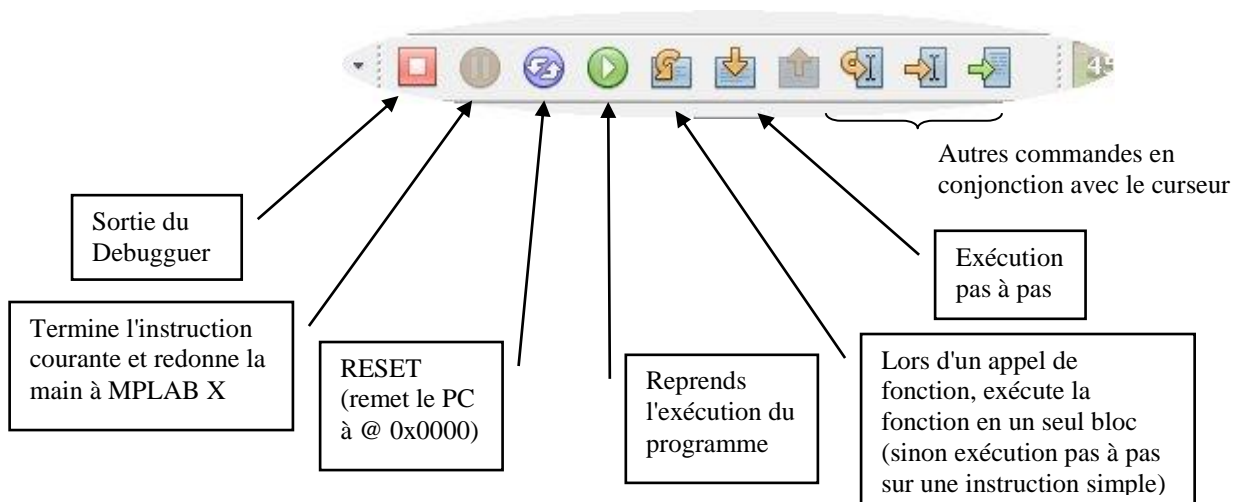 Autres commandes en
conjonction avec le curseur
Sortie du
Debugguer
Exécution
pas à pas
Termine l'instruction
courante et redonne la
main à MPLAB X
RESET
(remet le PC
à @ 0x0000)
Reprends
l'exécution du
programme
Lors d'un appel de
fonction, exécute la
fonction en un seul bloc
(sinon exécution pas à pas
sur une instruction simple)